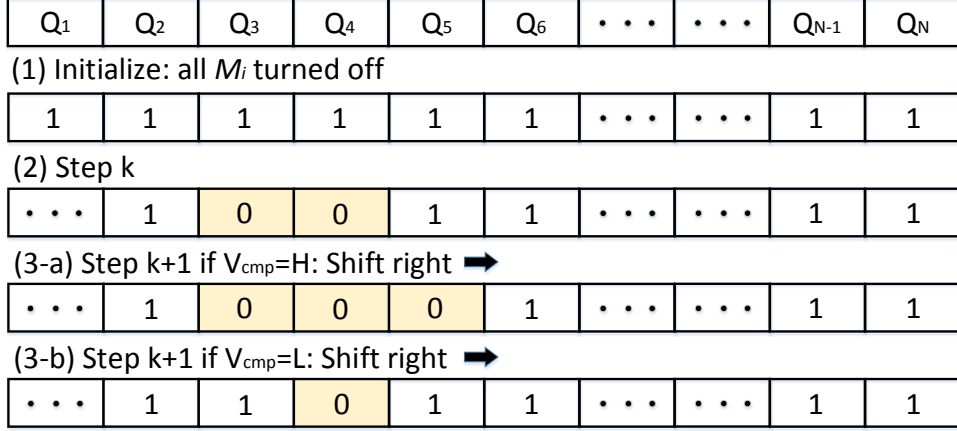 Q1 Q2 Q3 Q4 Q5 Q6 • • • • • • QN-1 QN
(1) Initialize: all Mi turned off
1 1 1 1 1 1 • • • • • • 1 1
(2) Step k
• • • 1 0 0 1 1 • • • • • • 1 1
(3-a) Step k+1 if Vcmp=H: Shift right ➡
• • • 1 0 0 0 1 • • • • • • 1 1
(3-b) Step k+1 if Vcmp=L: Shift right ➡
• • • 1 1 0 1 1 • • • • • • 1 1